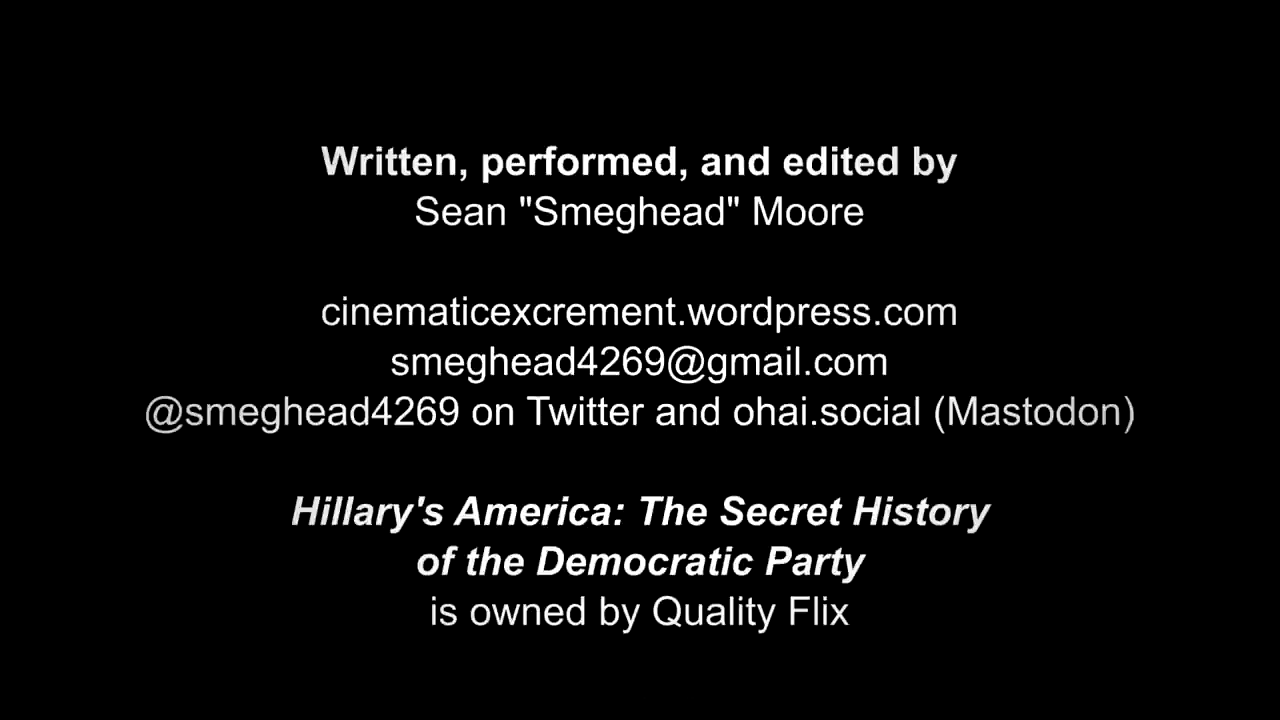 Written, performed, and edited by
Sean "Smeghead" Moore
cinematicexcrement.wordpress.com
smeghead4269@gmail.com
@smeghead4269 on Twitter and ohai.social (Mastodon)
Hillary's America: The Secret History
of the Democratic Party
is owned by Quality Flix